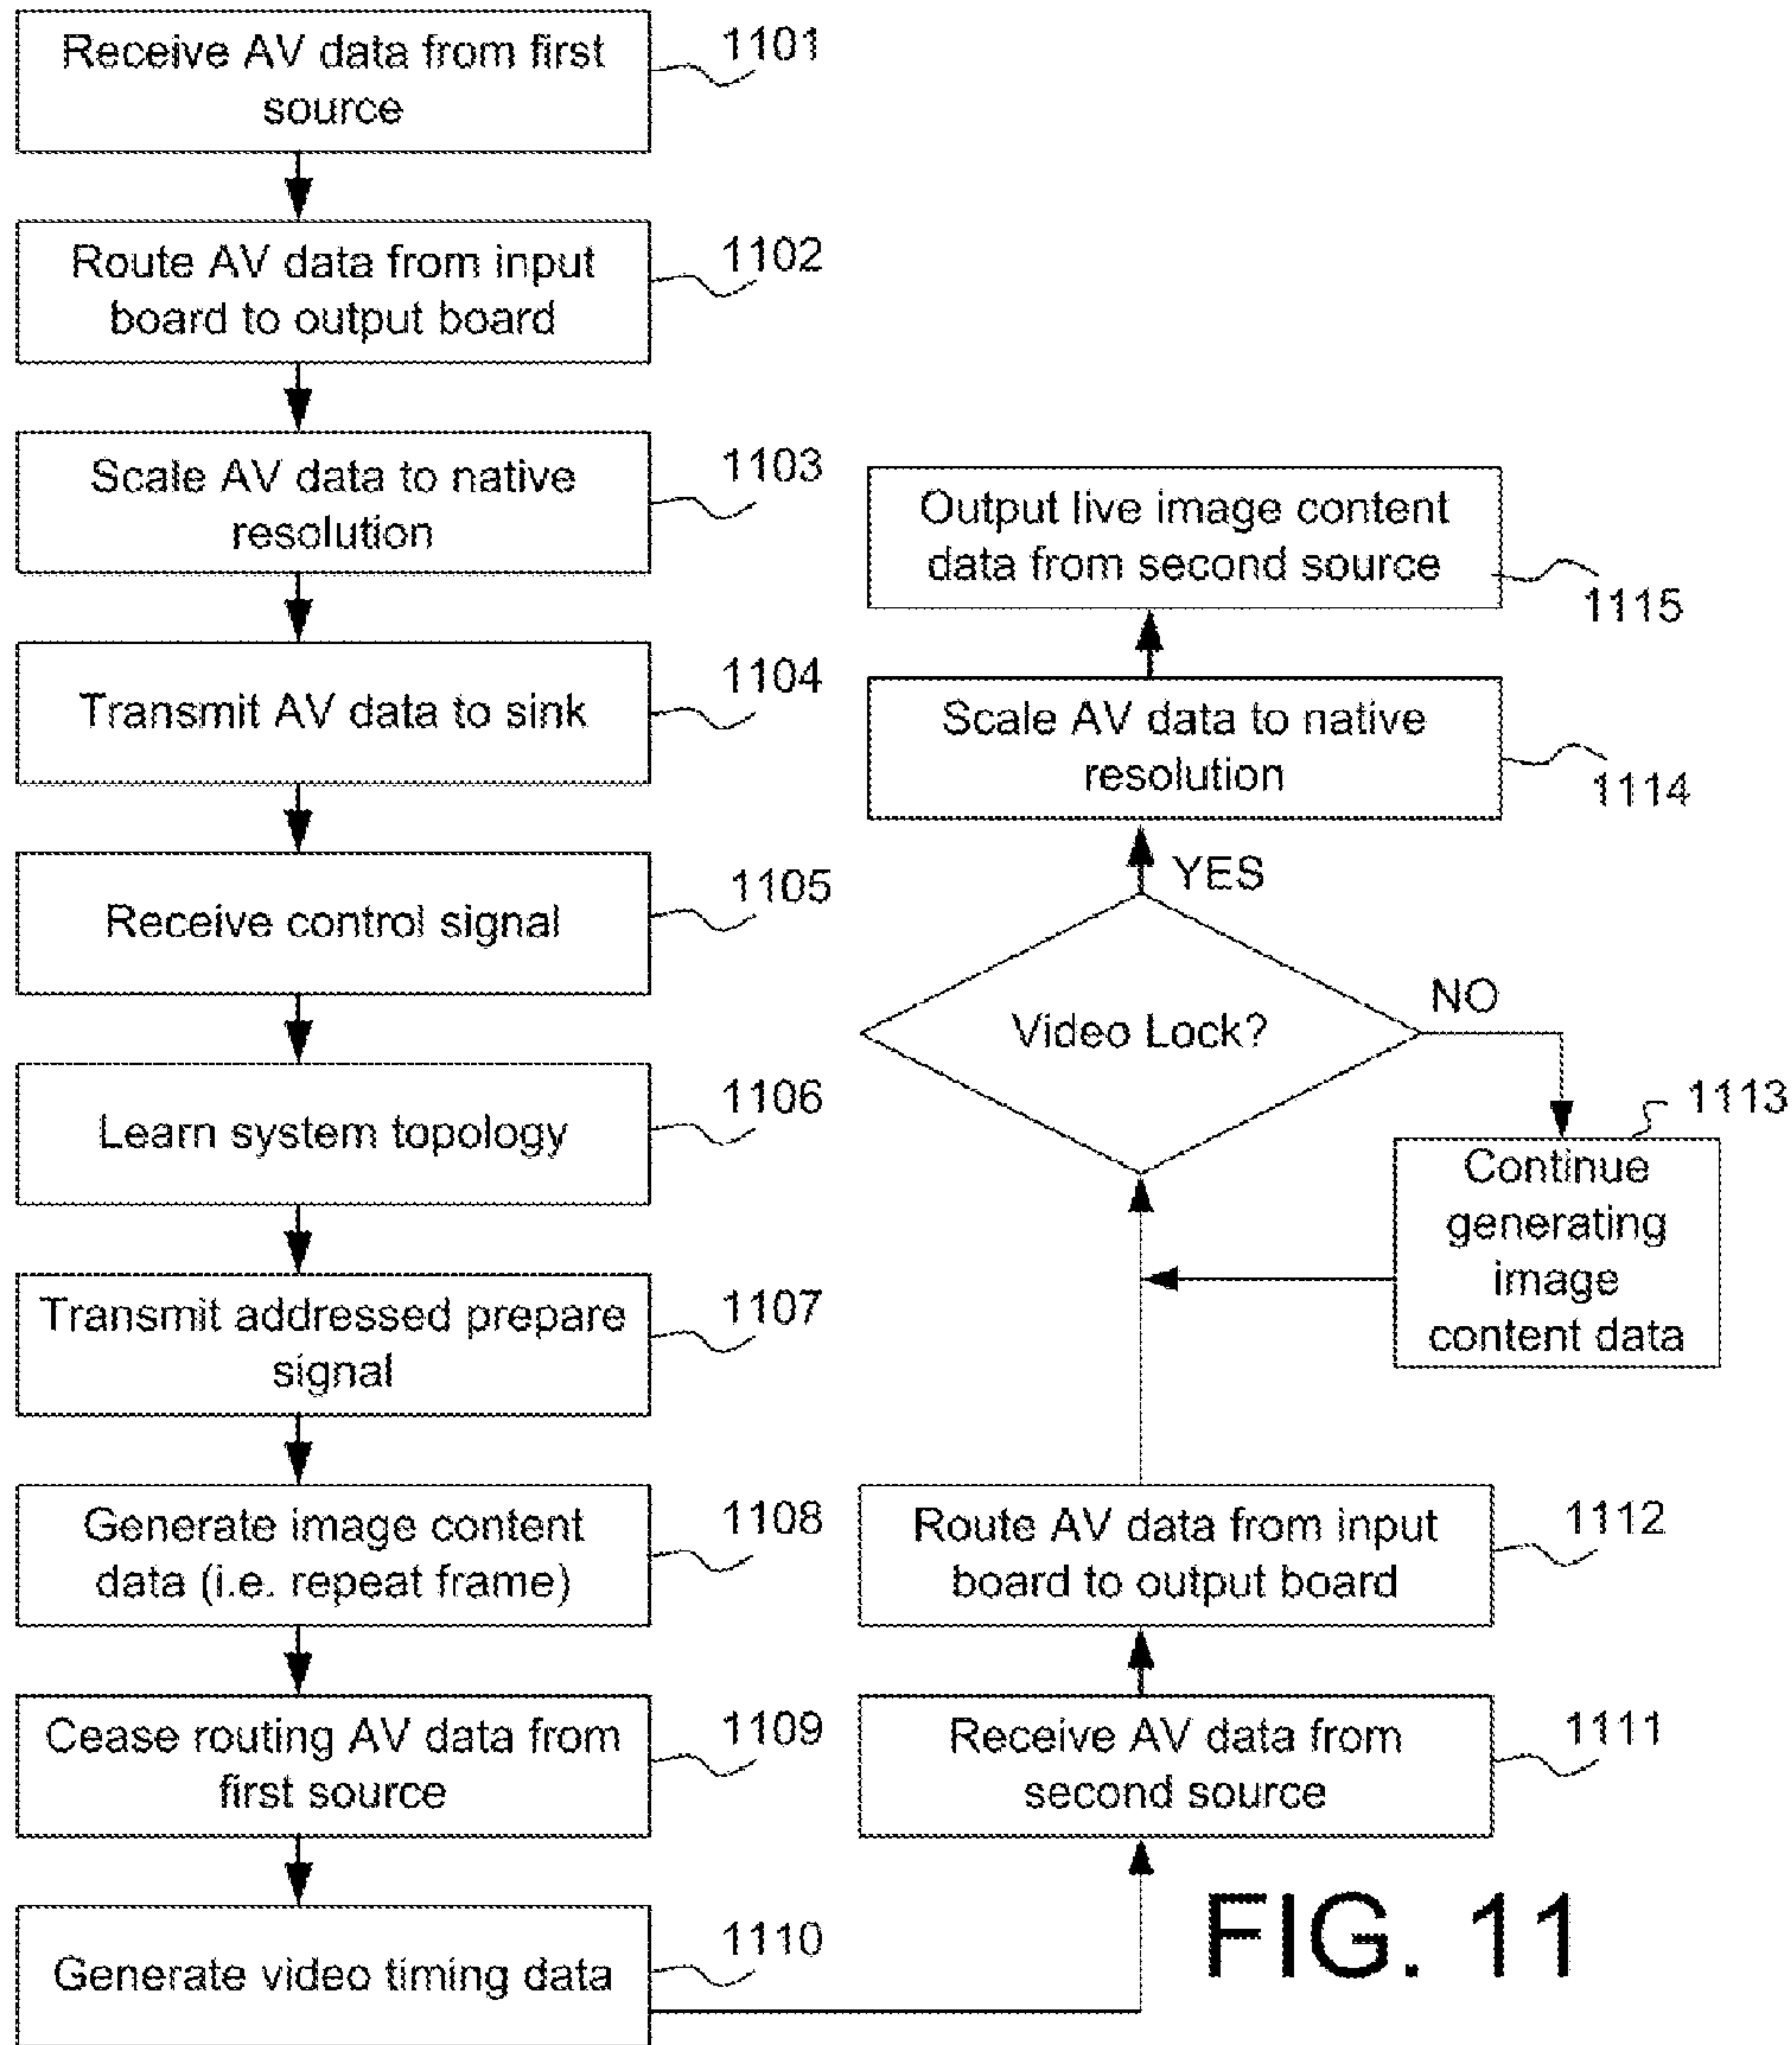 Receive AV data from first
source
1101
Route AV data from input
board to output board
1102
Scale AV data to native
resolution
1103
Transmit AV data to sink
1104
Receive control signal
1105
Learn system topology
1106
Transmit addressed prepare
signal
1107
Generate image content
data (i.e. repeat frame)
1108
Cease routing AV data from
first source
1109
Generate video timing data
1110
Receive AV data from
second source
1111
Route AV data from input
board to output board
1112
Video Lock?
NO
1113
Continue
generating
image
content data
YES
Scale AV data to native
resolution
1114
Output live image content
data from second source
1115
FIG. 11